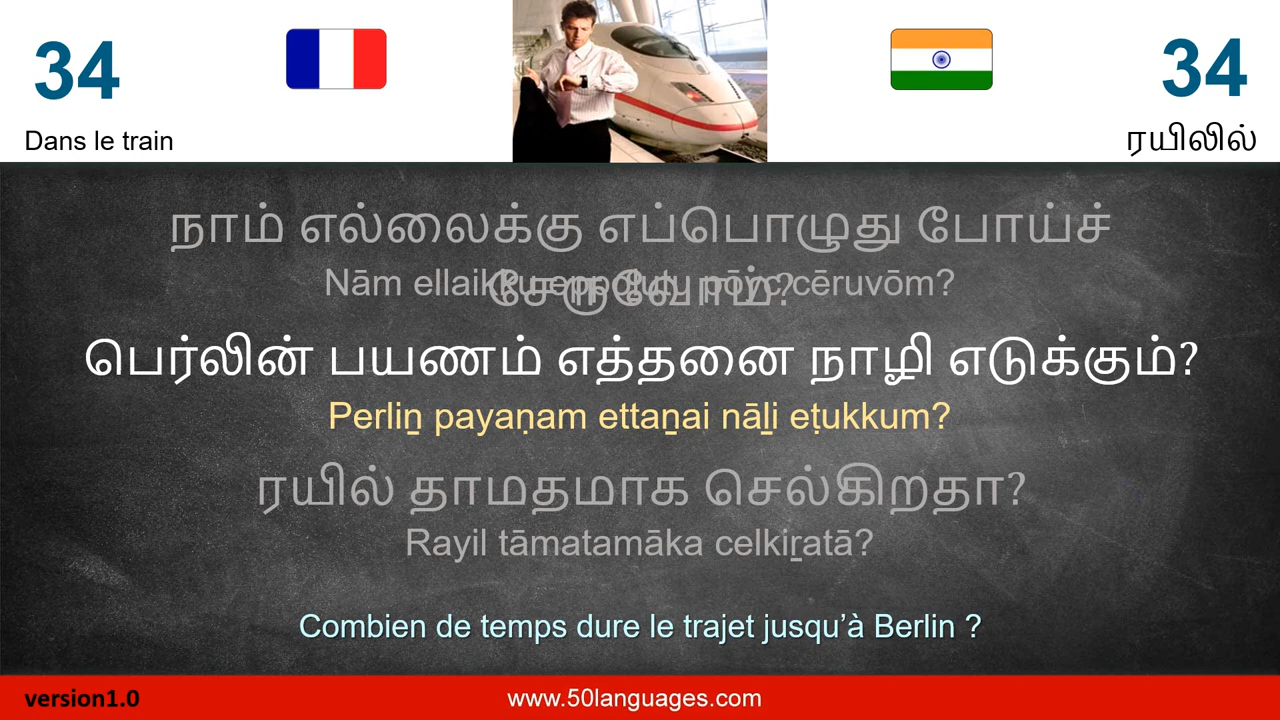 34
34
Dans le train
ரயிலில்
நாம் எல்லைக்கு எப்பொழுது போய்ச்
சேருவோம்?
Nām ellaikku eppoḻutu pōyc cēruvōm?
பெர்லின் பயணம் எத்தனை நாழி எடுக்கும்?
Perliṉ payaṇam ettaṉai nāḻi eṭukkum?
ரயில் தாமதமாக செல்கிறதா?
Rayil tāmatamāka celkiṟatā?
Combien de temps dure le trajet jusqu’à Berlin ?
version1.0
www.50languages.com